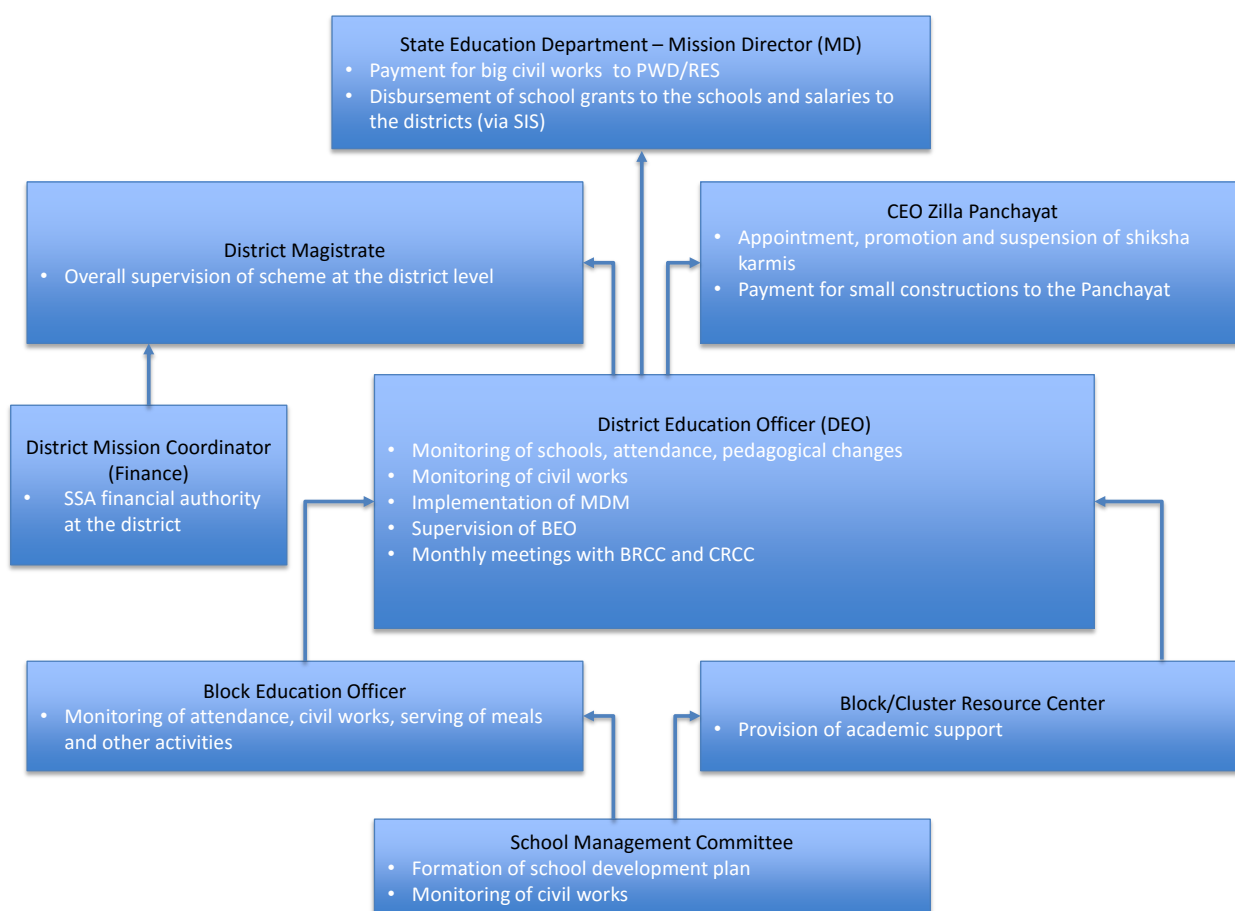 State Education Department – Mission Director (MD)
• Payment for big civil works to PWD/RES
• Disbursement of school grants to the schools and salaries to
the districts (via SIS)
District Magistrate
• Overall supervision of scheme at the district level
CEO Zilla Panchayat
• Appointment, promotion and suspension of shiksha
karmis
• Payment for small constructions to the Panchayat
District Mission Coordinator
(Finance)
• SSA financial authority
at the district
District Education Officer (DEO)
• Monitoring of schools, attendance, pedagogical changes
• Monitoring of civil works
• Implementation of MDM
• Supervision of BEO
• Monthly meetings with BRCC and CRCC
Block Education Officer
• Monitoring of attendance, civil works, serving of meals
and other activities
Block/Cluster Resource Center
• Provision of academic support
School Management Committee
• Formation of school development plan
• Monitoring of civil works